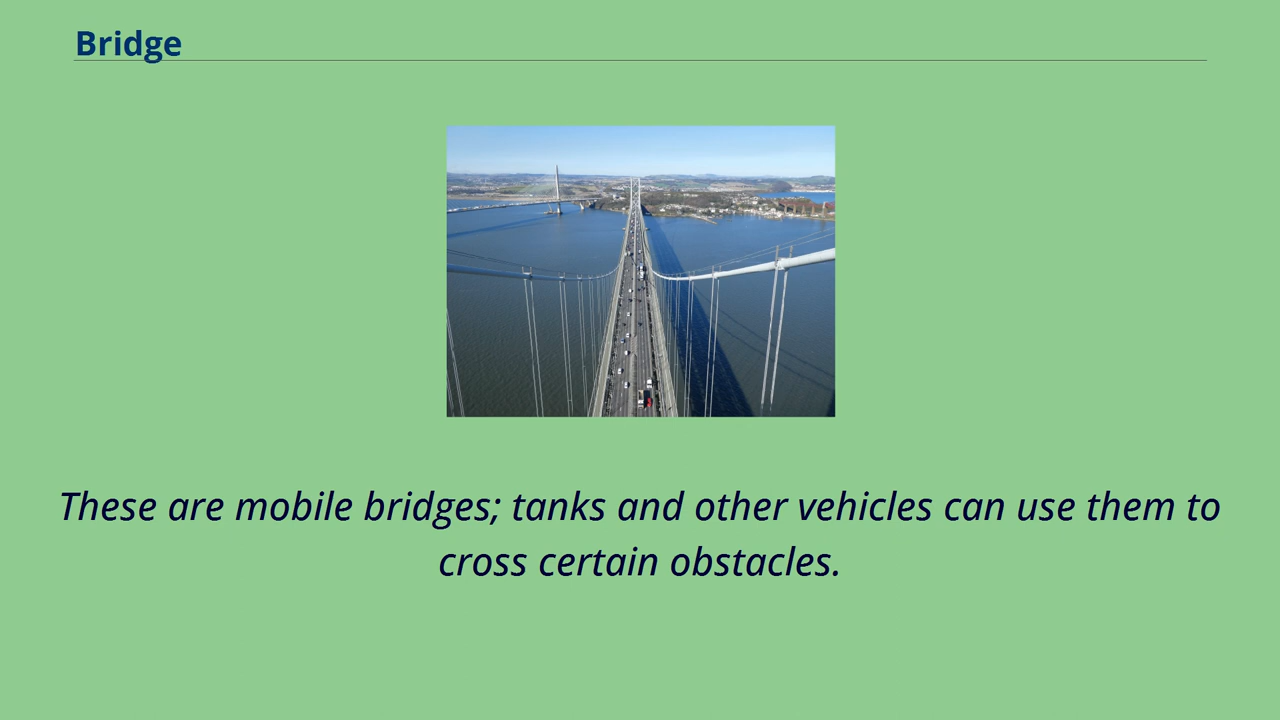 Bridge
These are mobile bridges; tanks and other vehicles can use them to
cross certain obstacles.